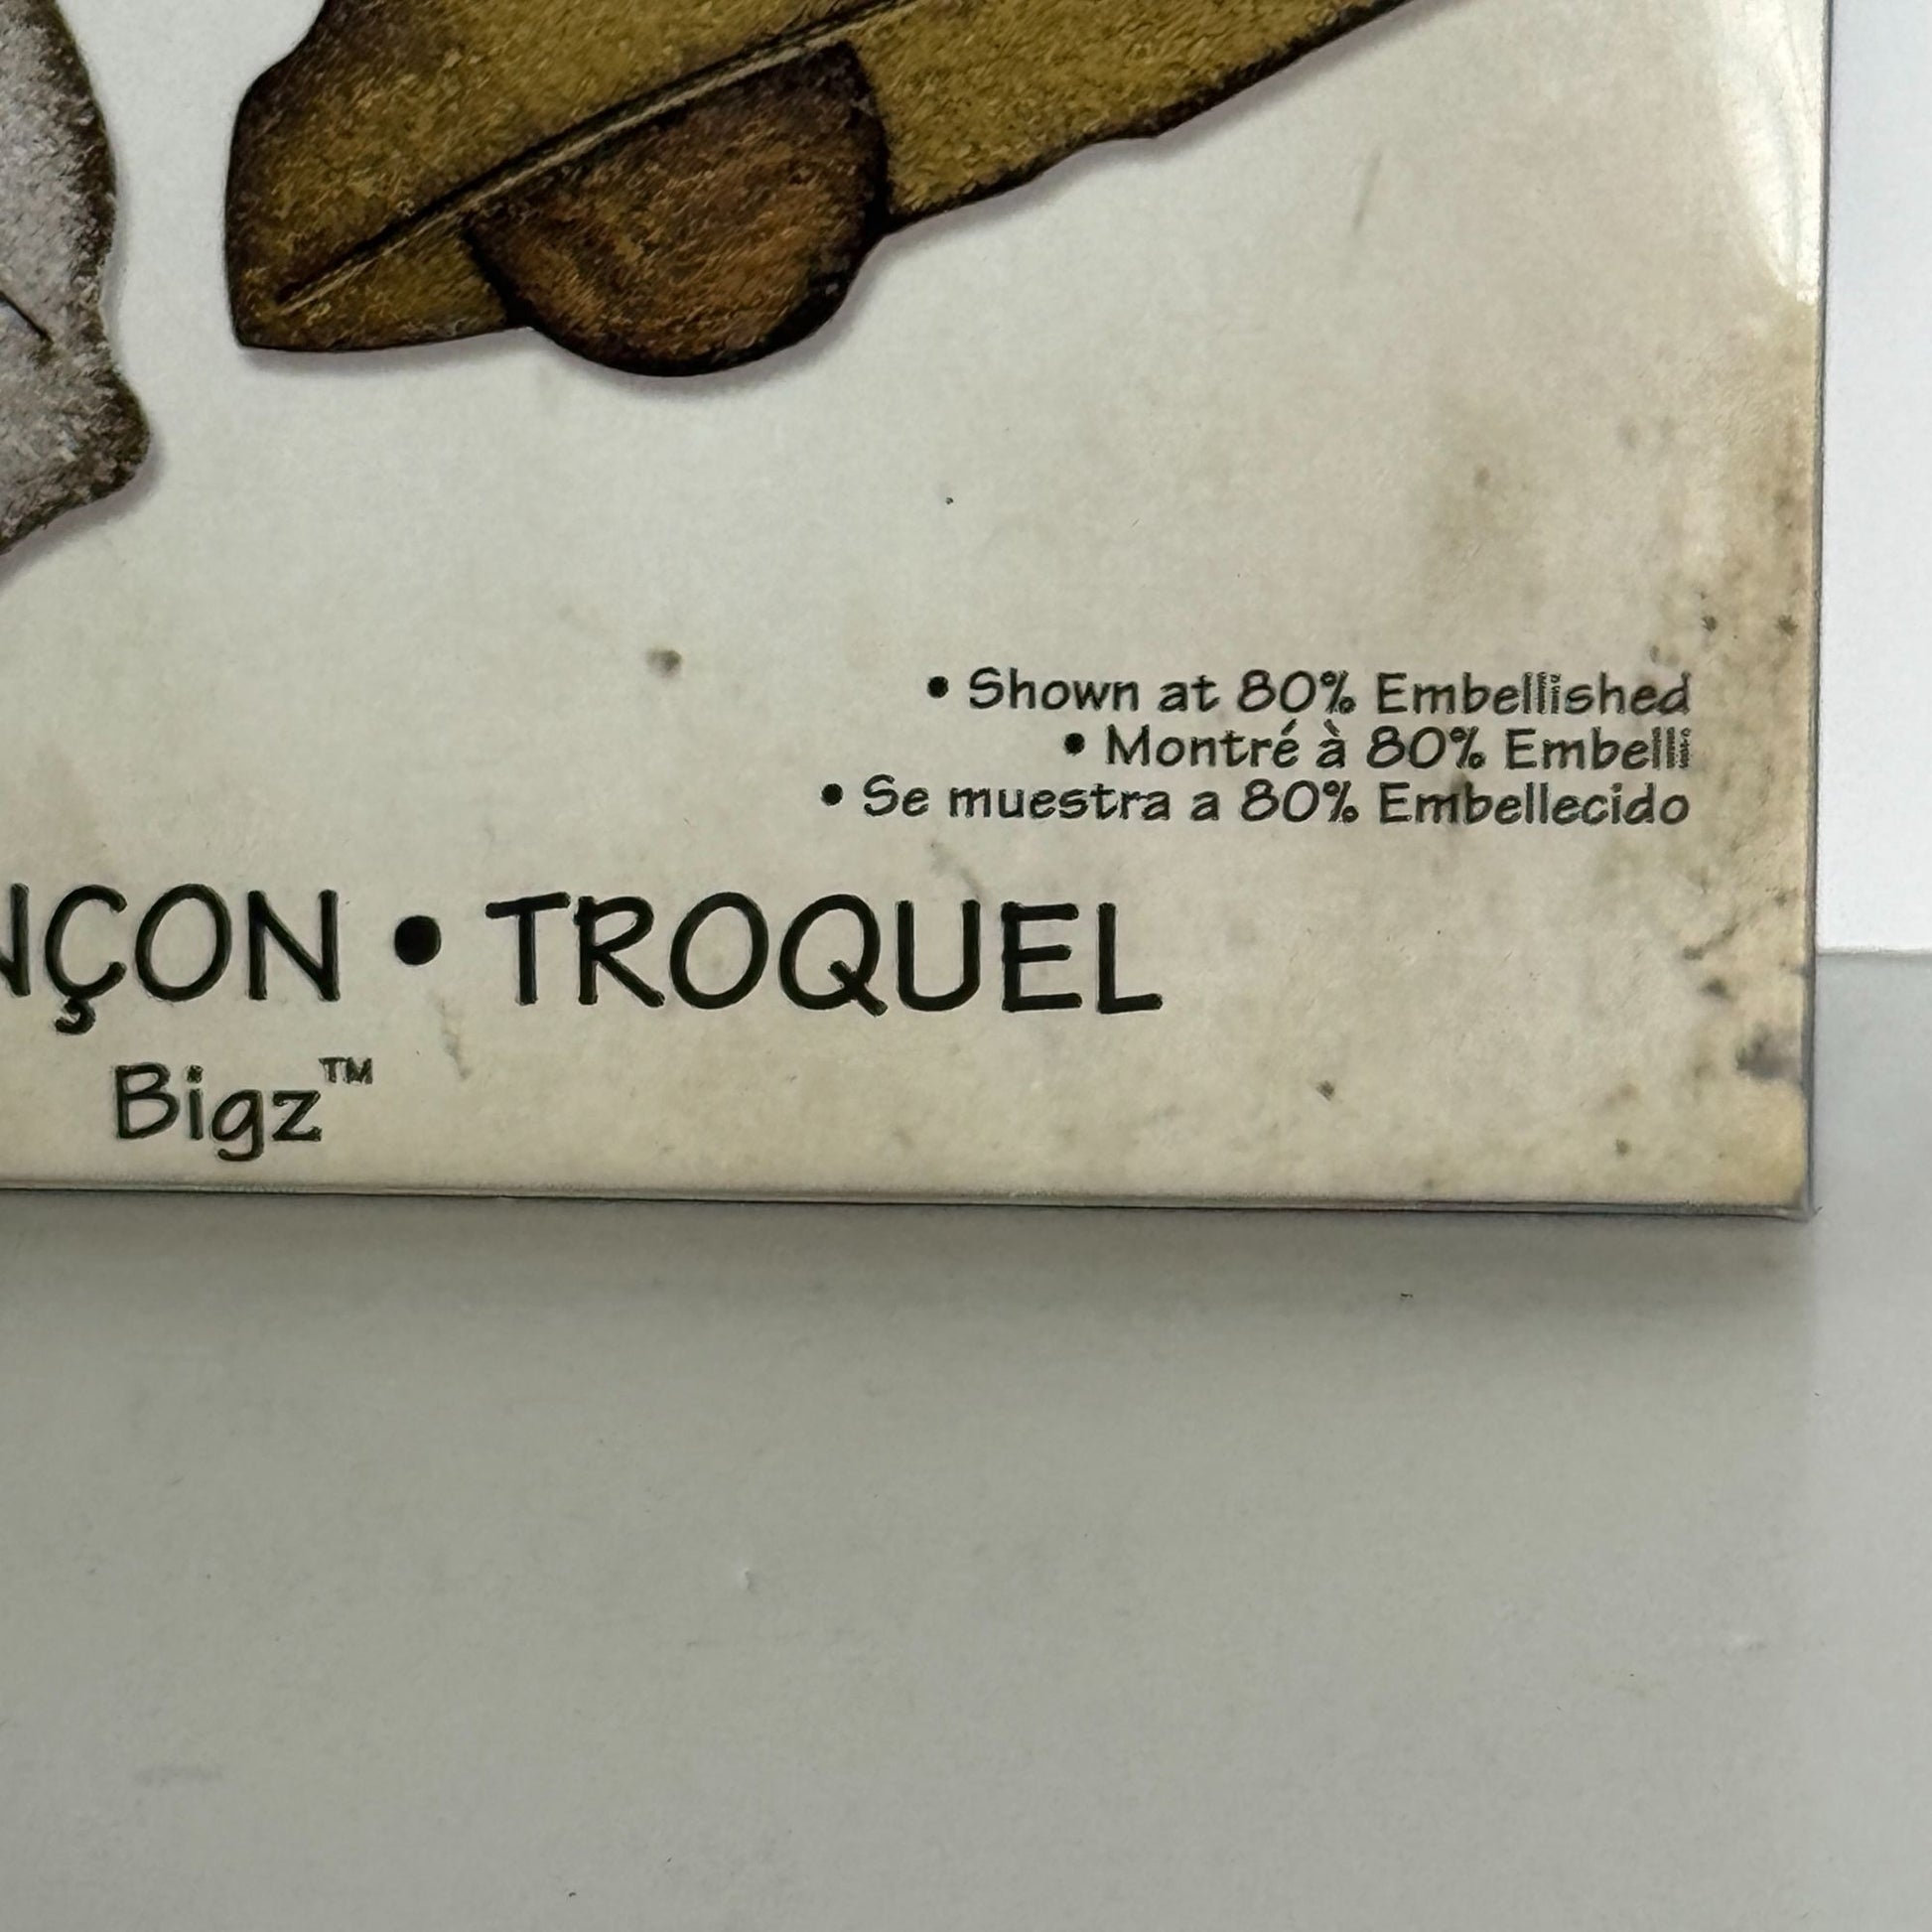 • Shown at 80% Embellished
• Montré à 80% Embelli
• Se muestra a 80% Embellecido
NÇON • TROQUEL
Bigz™